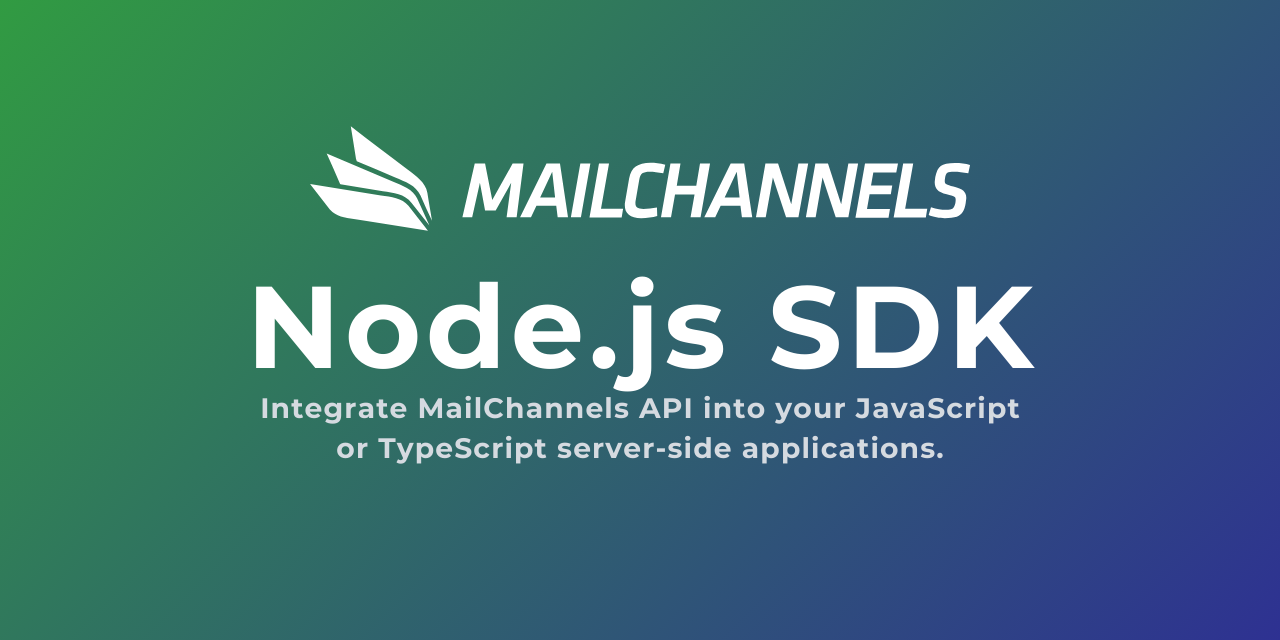 MAILCHANNELS
Node.js SDK
Integrate MailChannels API into your JavaScript
or TypeScript server-side applications.